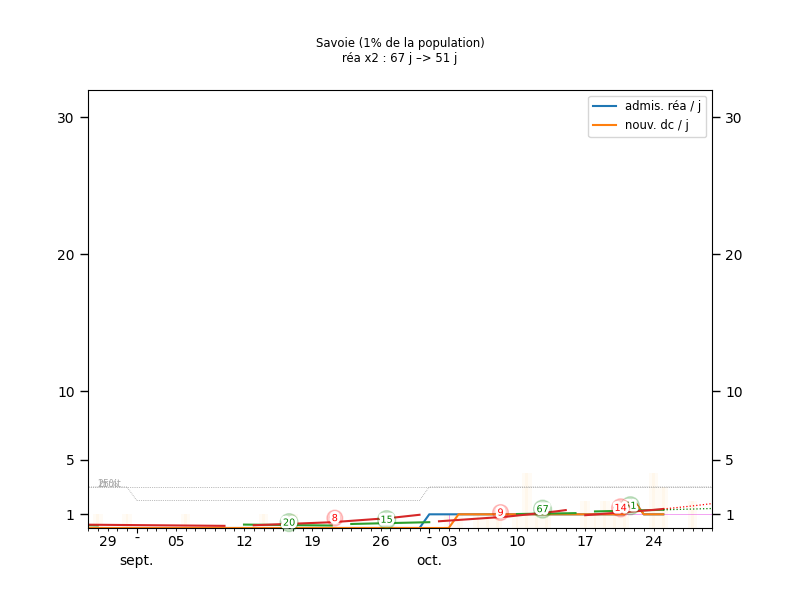 Savoie (1% de la population)
réa x2 : 67 j –> 51 j
admis. réa / j
nouv. dc / j
30 30
20 20
10 10
5 5
1 1
20 8 15 9 67 14
29 - 05 12 19 26 - 03 10 17 24
sept. oct.